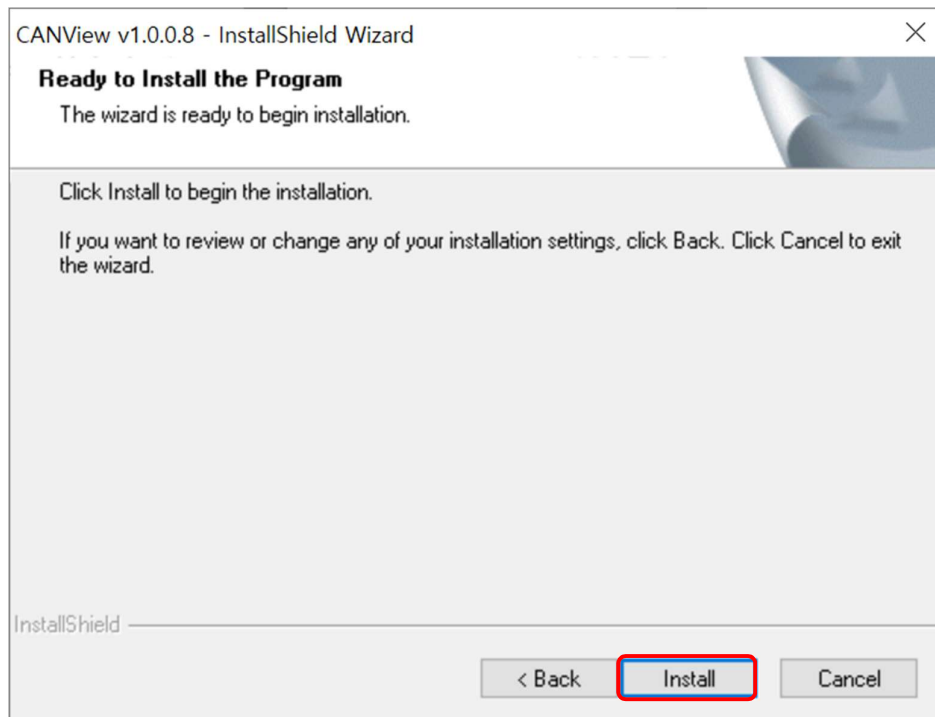 CANView v1.0.0.8 - InstallShield Wizard
Ready to Install the Program
The wizard is ready to begin installation.
Click Install to begin the installation.
If you want to review or change any of your installation settings, click Back. Click Cancel to exit
the wizard.
InstallShield
< Back Install Cancel